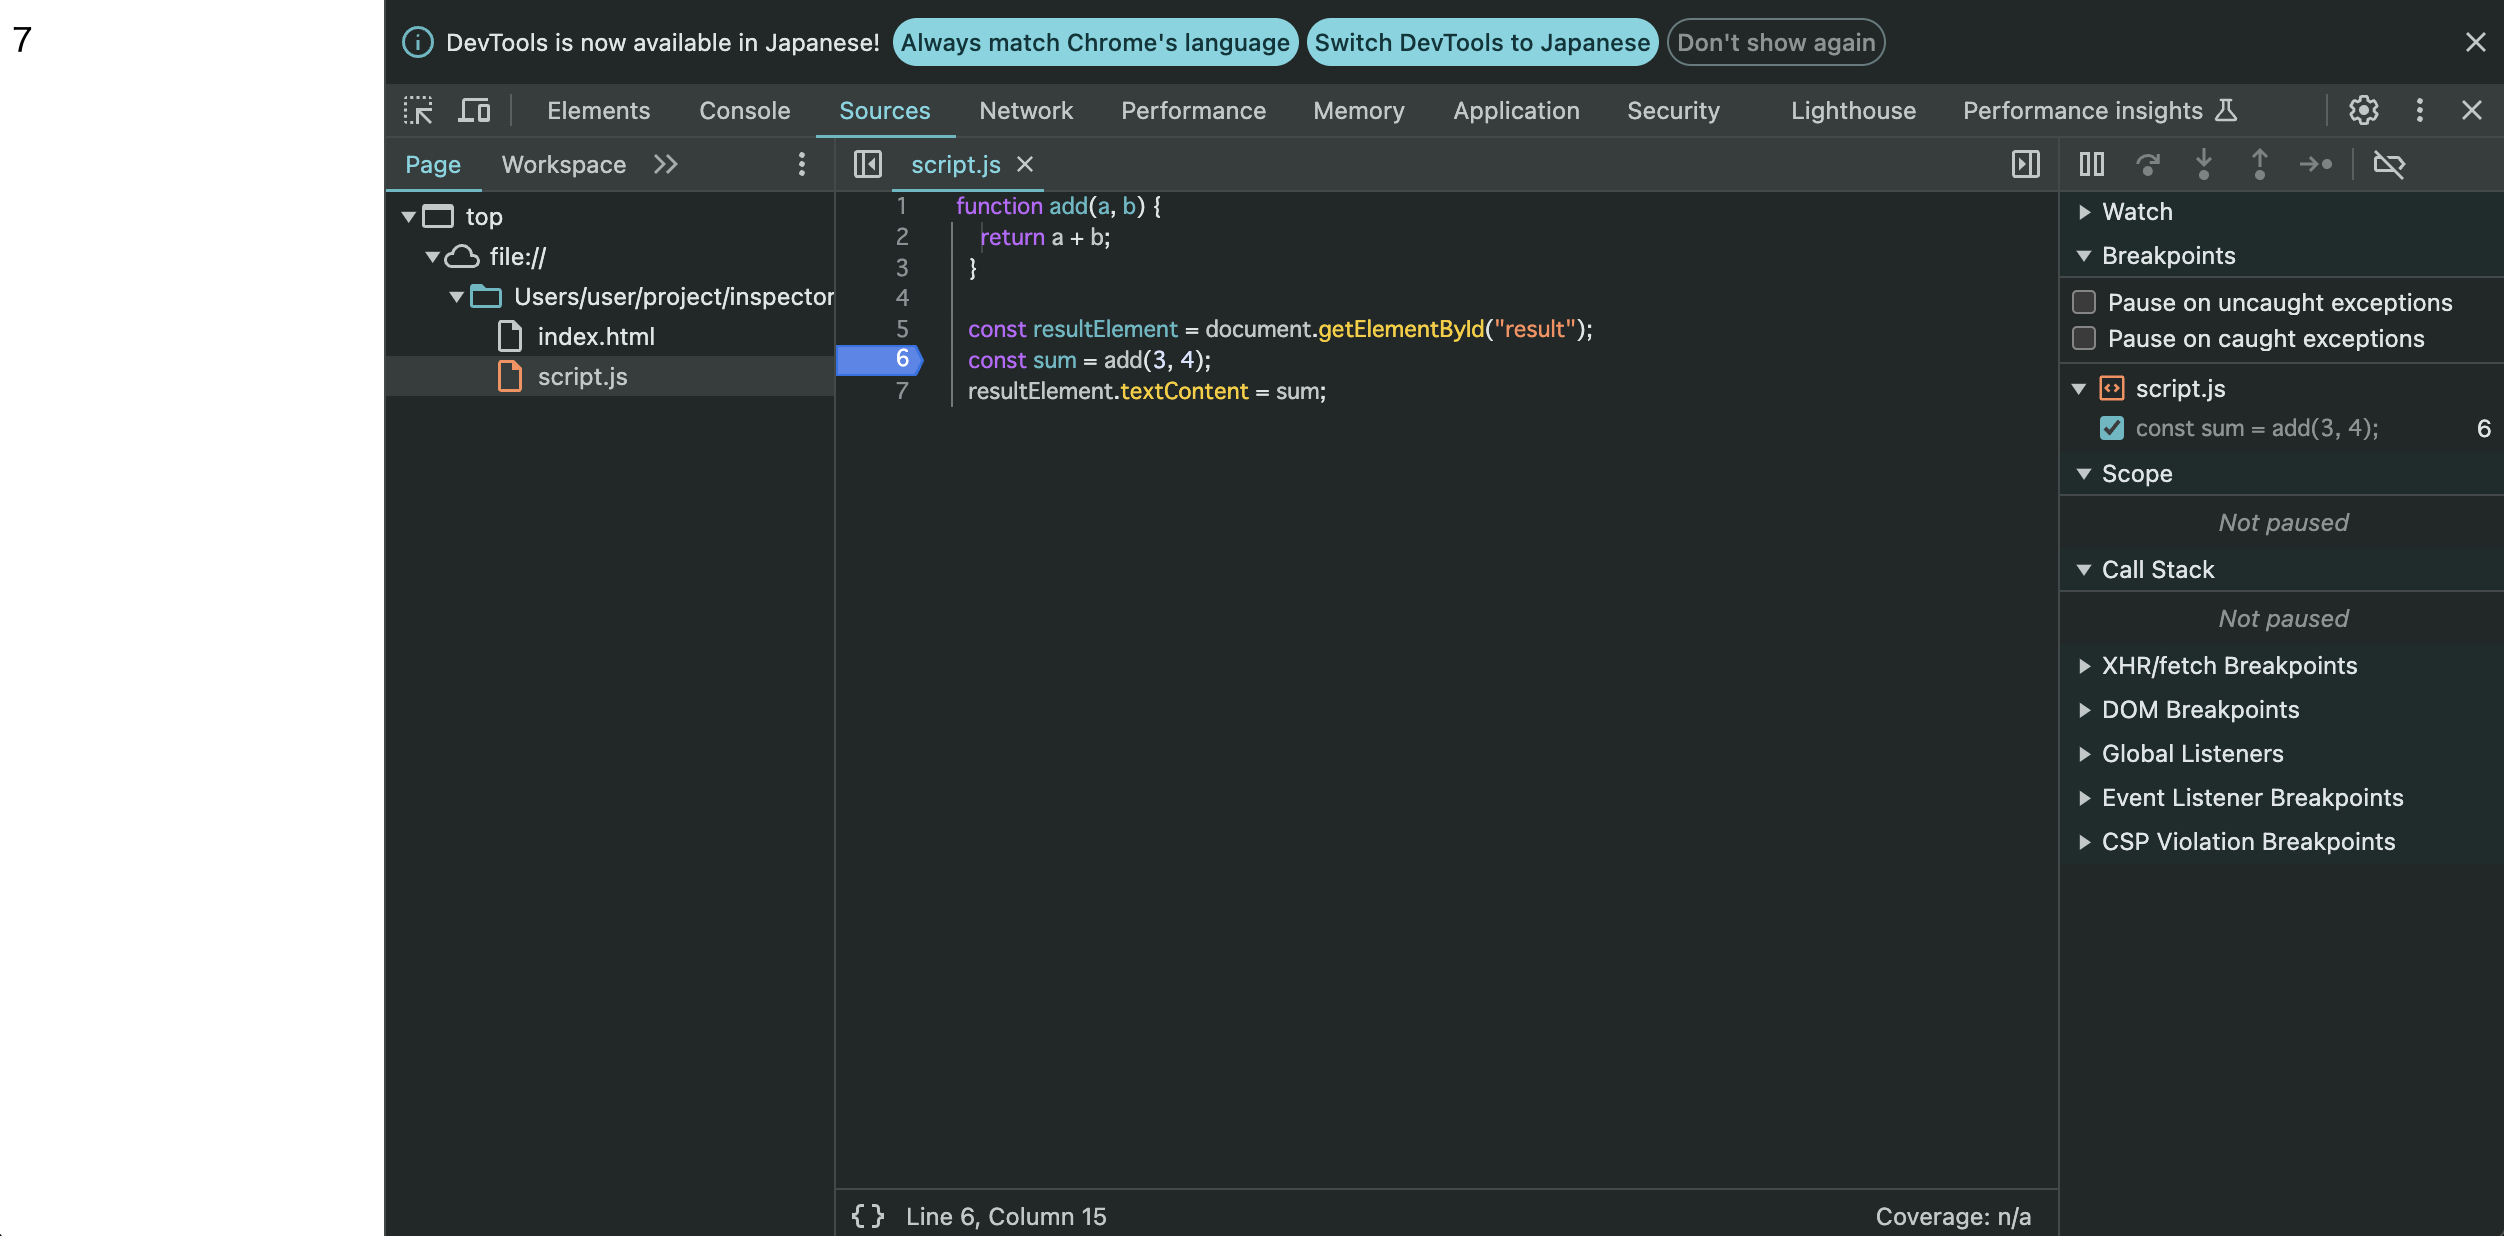 7
DevTools is now available in Japanese! Always match Chrome's language Switch DevTools to Japanese Don't show again
Elements Console Sources Network Performance Memory Application Security Lighthouse Performance insights
Page Workspace
top
file://
Users/user/project/inspector
index.html
script.js
script.js
1 function add(a, b) {
2 return a + b;
3 }
4
5 const resultElement = document.getElementById("result");
6 const sum = add(3, 4);
7 resultElement.textContent = sum;
{ } Line 6, Column 15
Coverage: n/a
Watch
Breakpoints
Pause on uncaught exceptions
Pause on caught exceptions
script.js
const sum = add(3, 4); 6
Scope
Not paused
Call Stack
Not paused
XHR/fetch Breakpoints
DOM Breakpoints
Global Listeners
Event Listener Breakpoints
CSP Violation Breakpoints